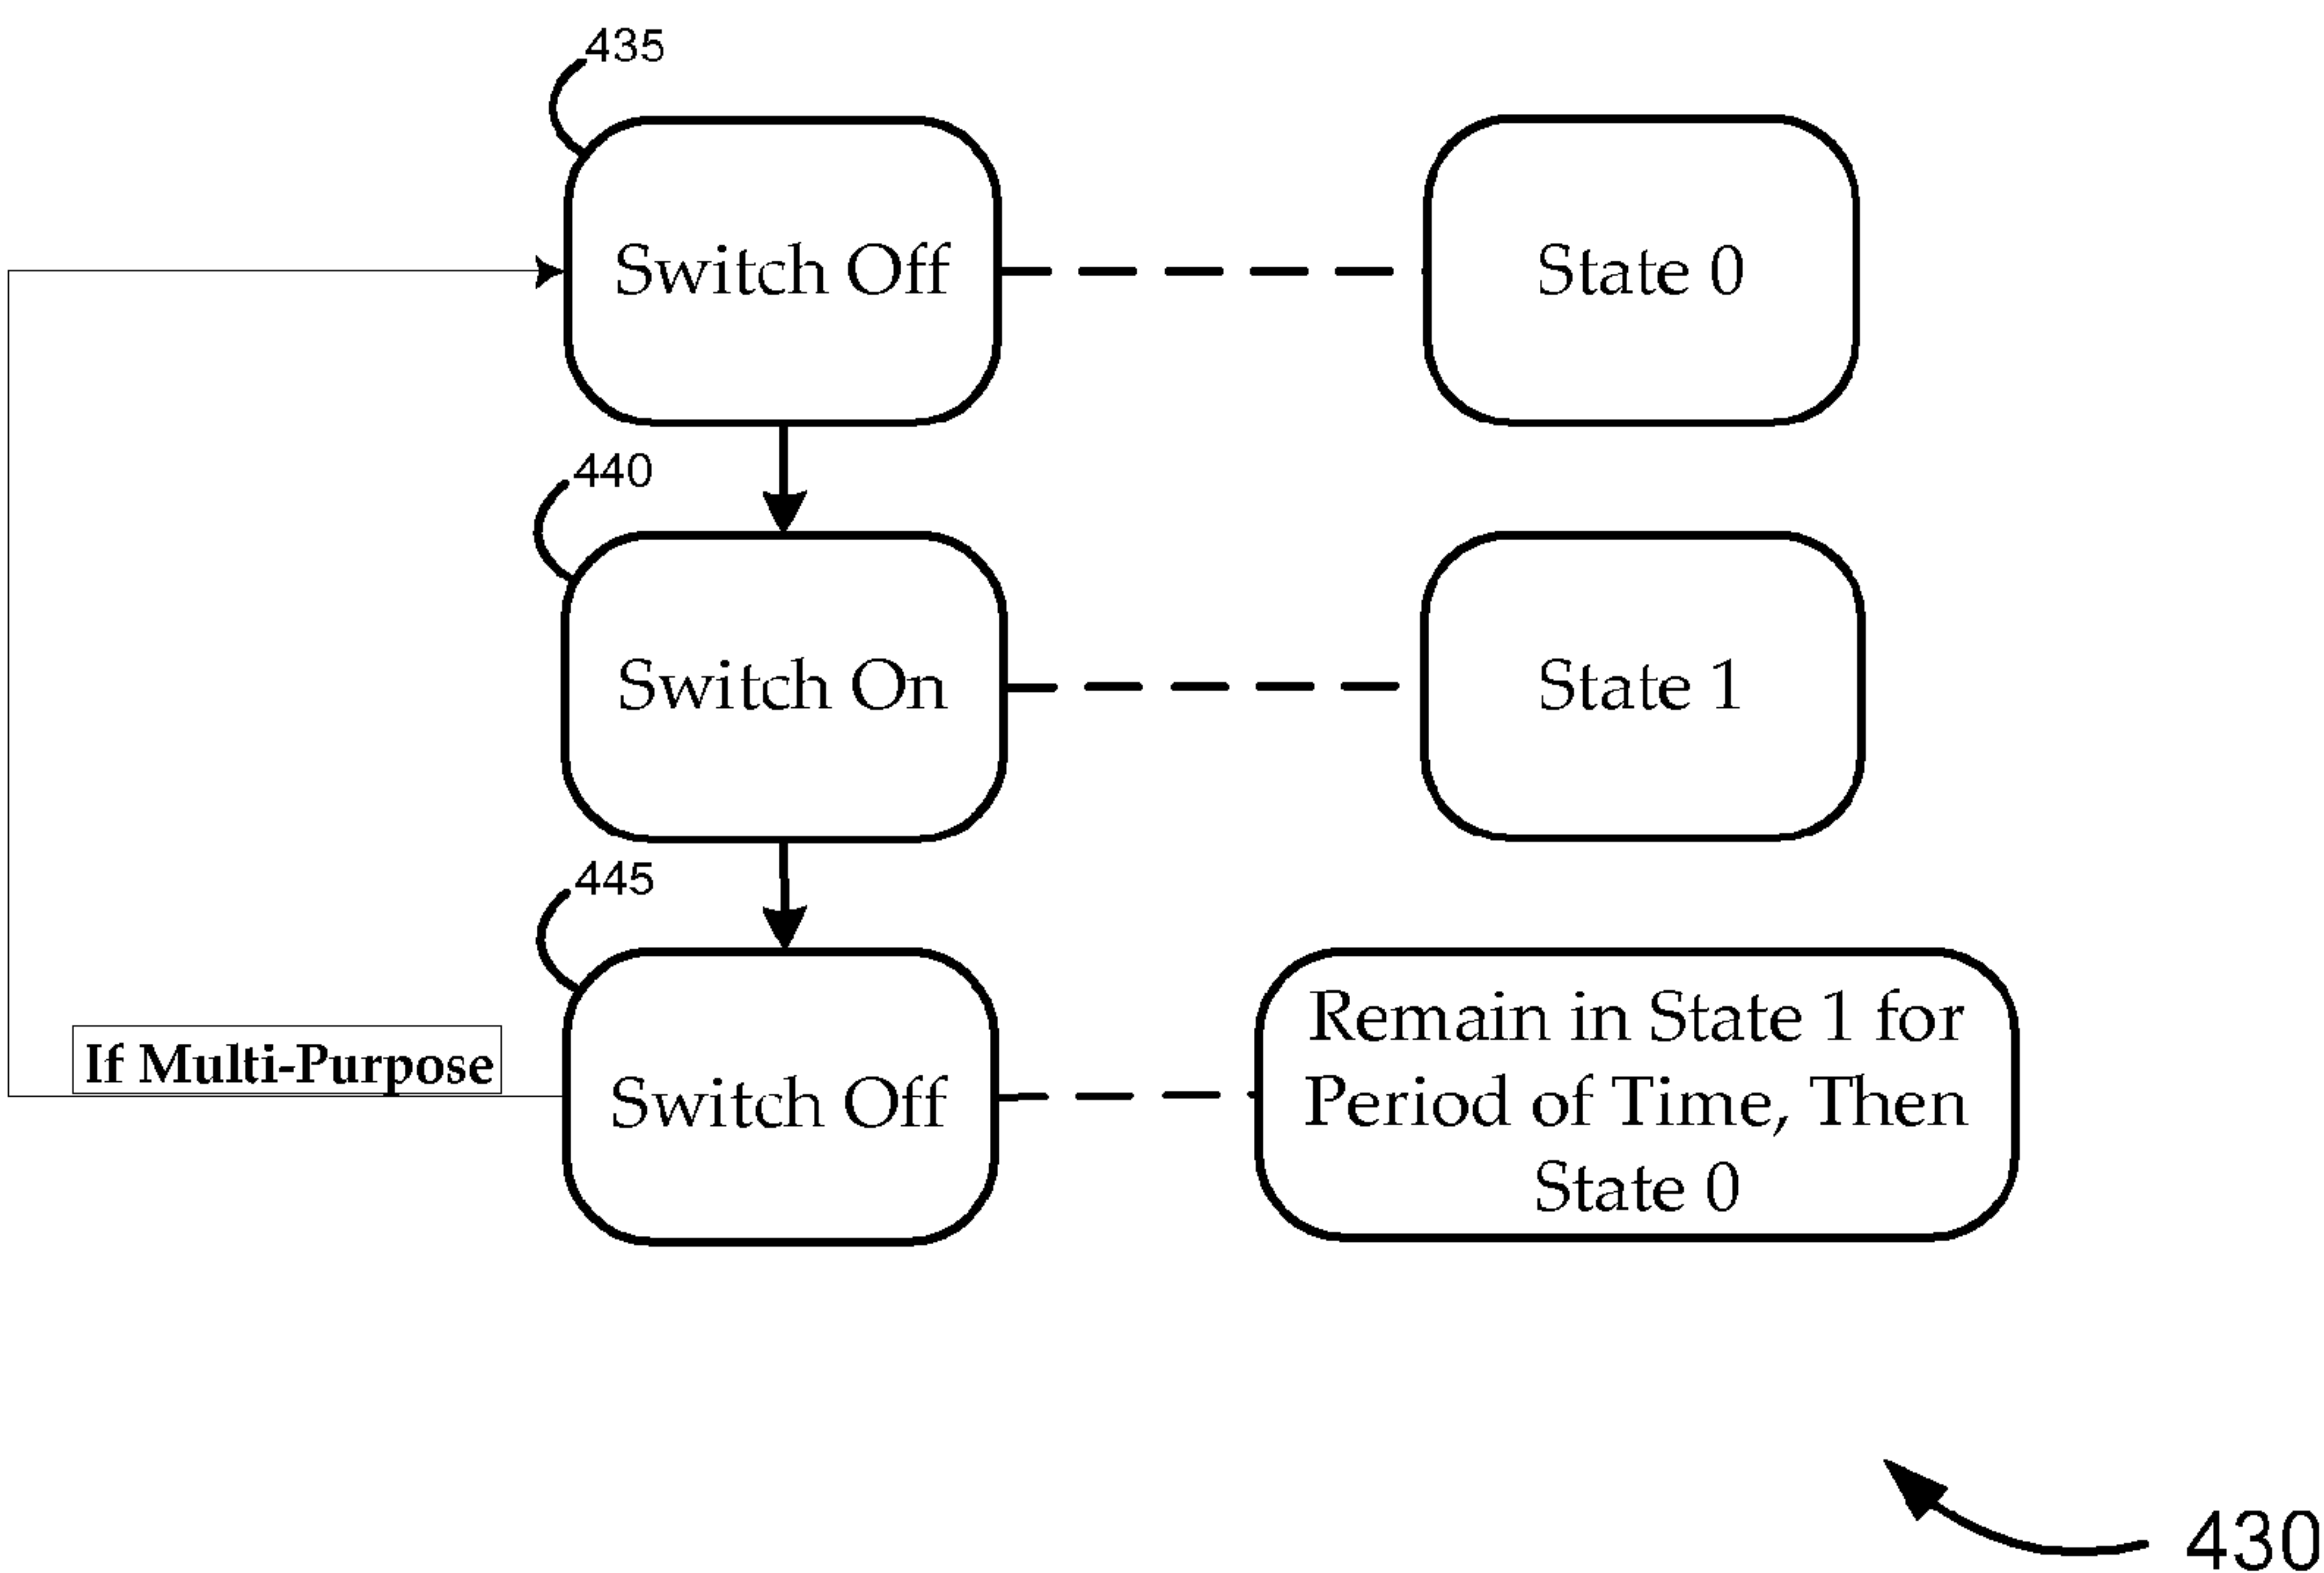 435
Switch Off
State 0
440
Switch On
State 1
445
If Multi-Purpose
Switch Off
Remain in State 1 for
Period of Time, Then
State 0
430